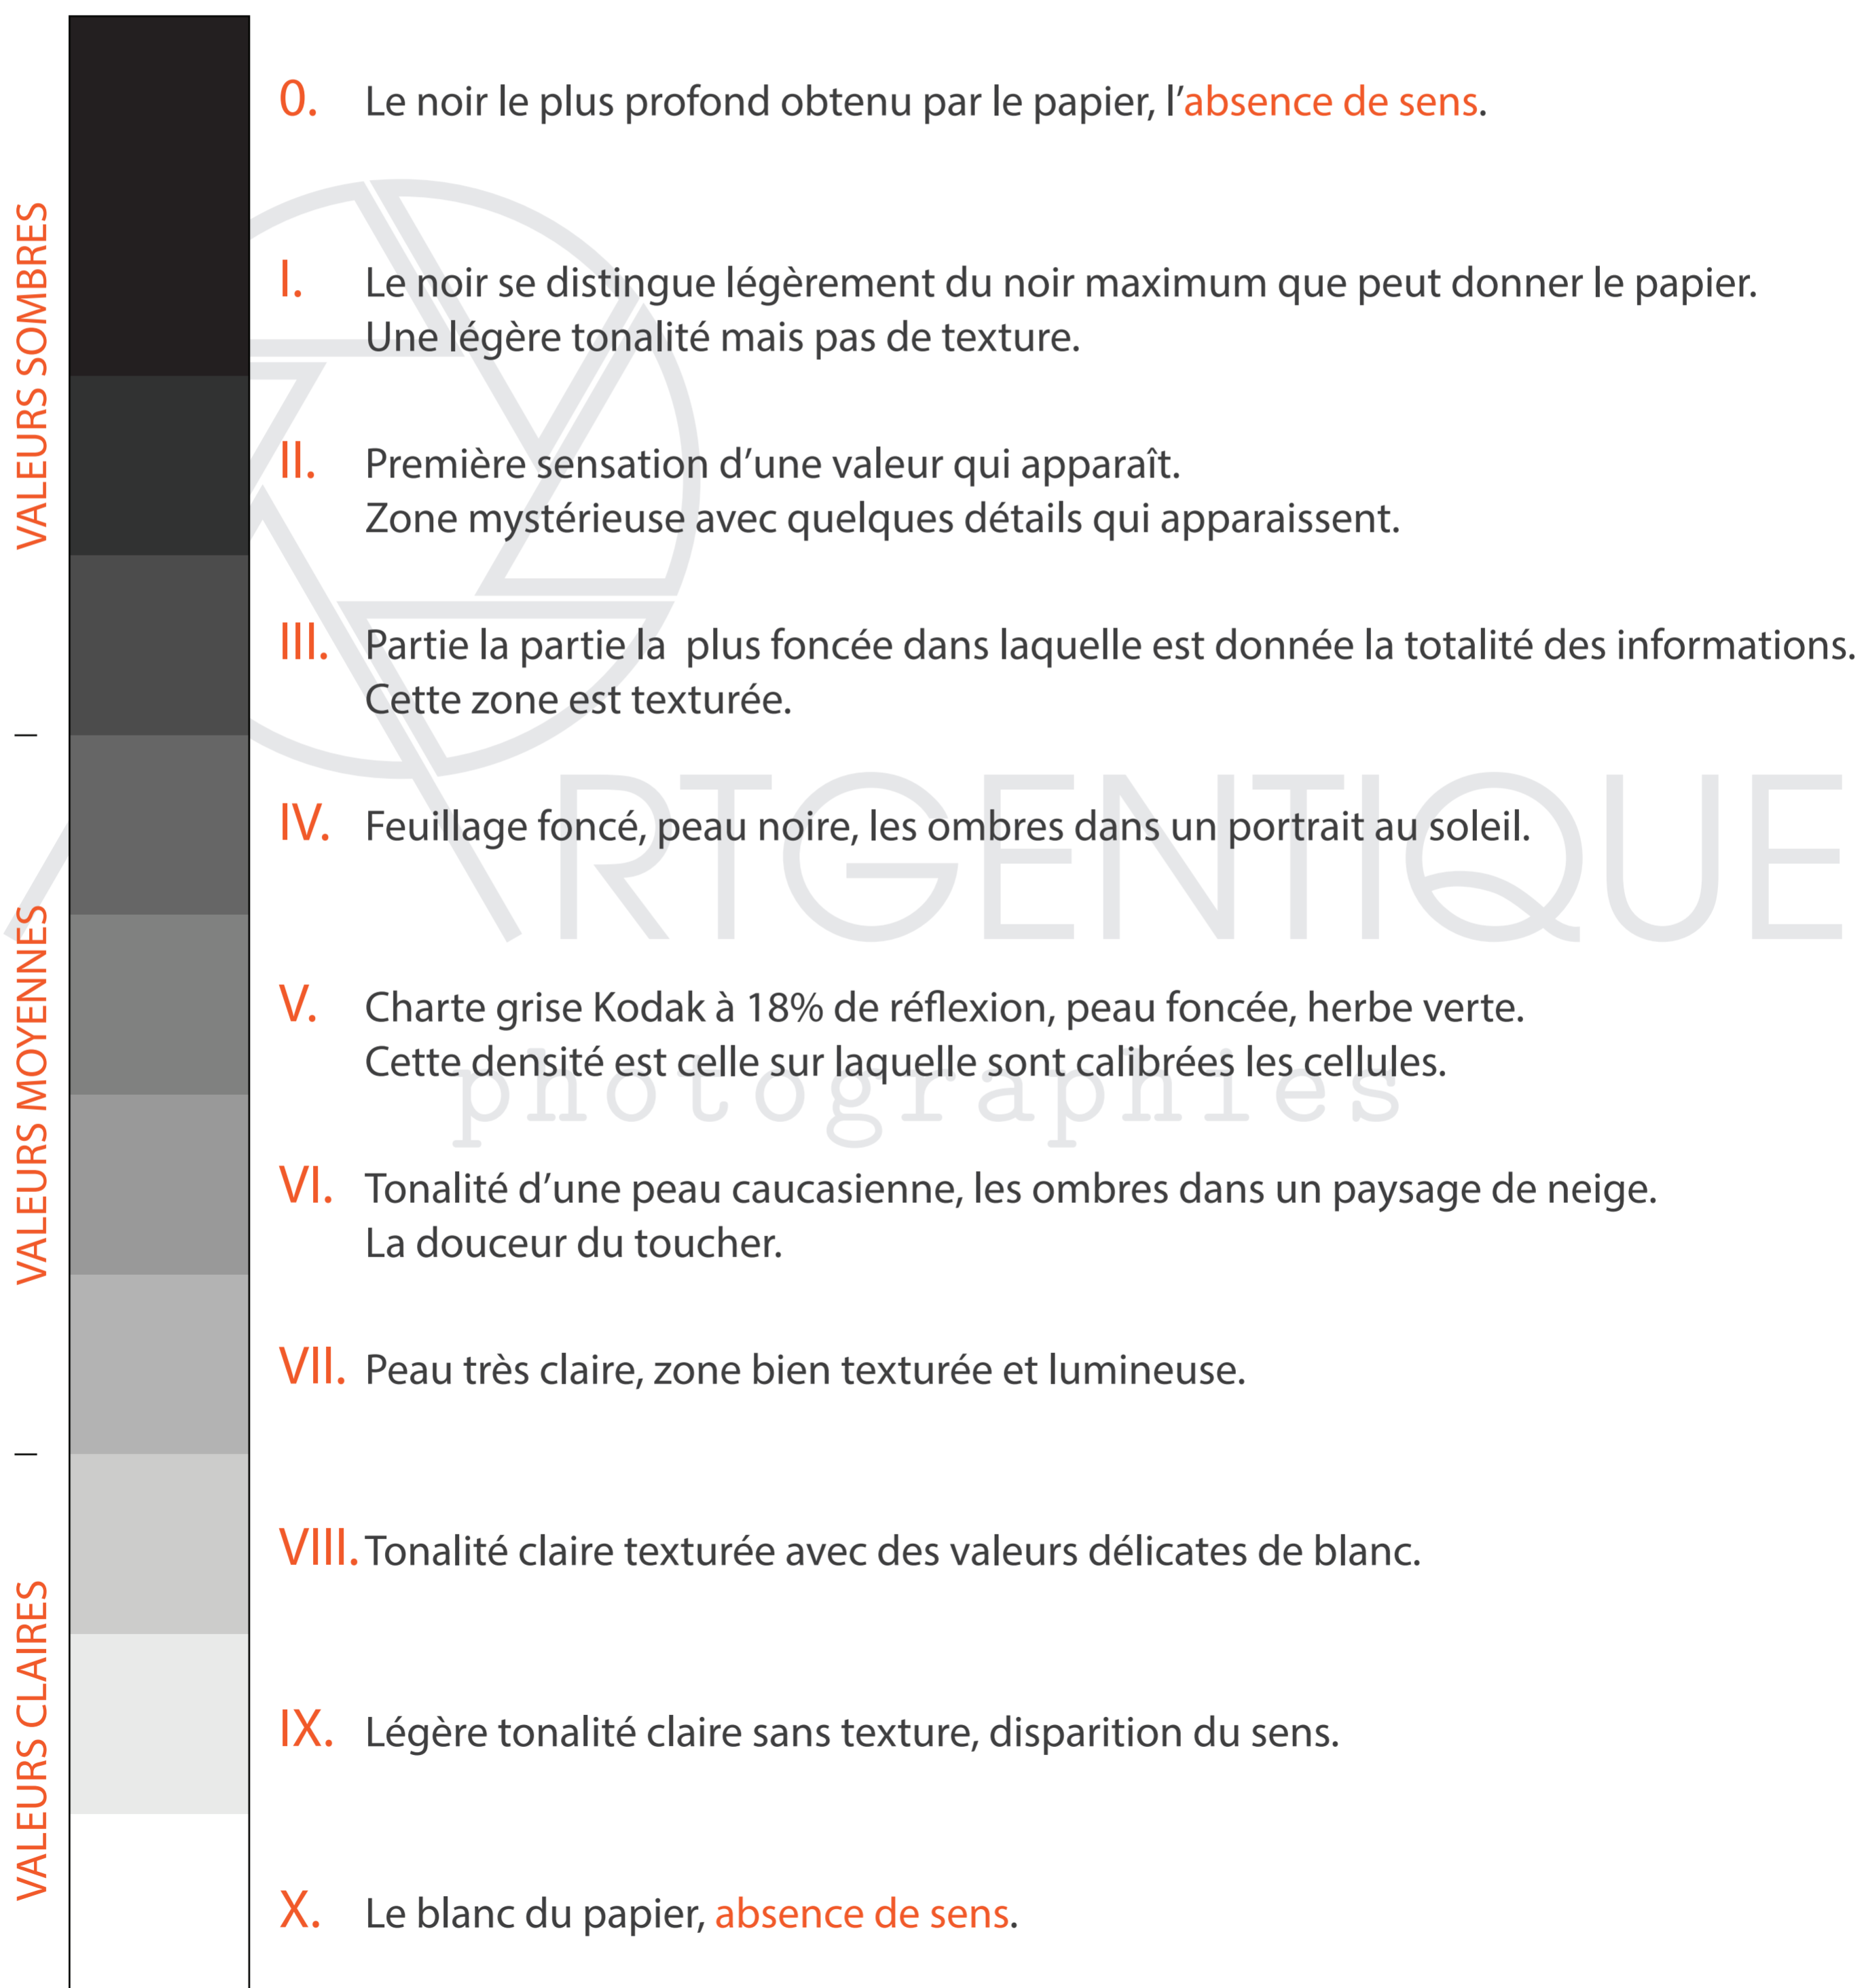 VALEURS SOMBRES
0. Le noir le plus profond obtenu par le papier, l’absence de sens.
I. Le noir se distingue légèrement du noir maximum que peut donner le papier.
Une légère tonalité mais pas de texture.
II. Première sensation d’une valeur qui apparaît.
Zone mystérieuse avec quelques détails qui apparaissent.
III. Partie la partie la  plus foncée dans laquelle est donnée la totalité des informations.
Cette zone est texturée.
VALEURS MOYENNES
ARTGENTIQUE
IV. Feuillage foncé, peau noire, les ombres dans un portrait au soleil.
V. Charte grise Kodak à 18% de réflexion, peau foncée, herbe verte.
Cette densité est celle sur laquelle sont calibrées les cellules.
photographies
VI. Tonalité d’une peau caucasienne, les ombres dans un paysage de neige.
La douceur du toucher.
VII. Peau très claire, zone bien texturée et lumineuse.
VALEURS CLAIRES
VIII. Tonalité claire texturée avec des valeurs délicates de blanc.
IX. Légère tonalité claire sans texture, disparition du sens.
X. Le blanc du papier, absence de sens.